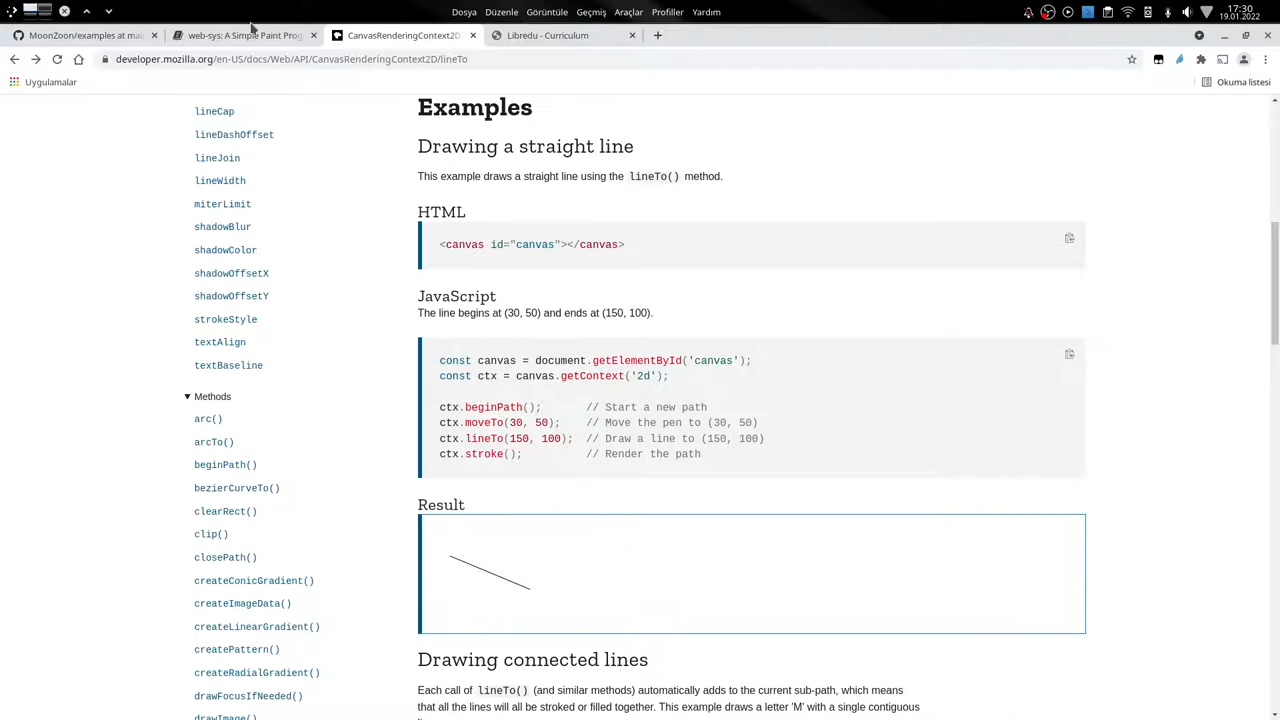 Dosya Düzenle Görüntüle Geçmiş Araçlar Profiller Yardım
17:30
19.01.2022
MoonZoon/examples at mai
web-sys: A Simple Paint Prog
CanvasRenderingContext2D
Libredu - Curriculum
developer.mozilla.org/en-US/docs/Web/API/CanvasRenderingContext2D/lineTo
Uygulamalar
Okuma listesi
lineCap
lineDashOffset
lineJoin
lineWidth
miterLimit
shadowBlur
shadowColor
shadowOffsetX
shadowOffsetY
strokeStyle
textAlign
textBaseline
Methods
arc()
arcTo()
beginPath()
bezierCurveTo()
clearRect()
clip()
closePath()
createConicGradient()
createImageData()
createLinearGradient()
createPattern()
createRadialGradient()
drawFocusIfNeeded()
drawImage()
Examples
Drawing a straight line
This example draws a straight line using the lineTo() method.
HTML
<canvas id="canvas"></canvas>
JavaScript
The line begins at (30, 50) and ends at (150, 100).
const canvas = document.getElementById('canvas');
const ctx = canvas.getContext('2d');
ctx.beginPath();       // Start a new path
ctx.moveTo(30, 50);    // Move the pen to (30, 50)
ctx.lineTo(150, 100);  // Draw a line to (150, 100)
ctx.stroke();          // Render the path
Result
Drawing connected lines
Each call of lineTo() (and similar methods) automatically adds to the current sub-path, which means
that all the lines will all be stroked or filled together. This example draws a letter 'M' with a single contiguous